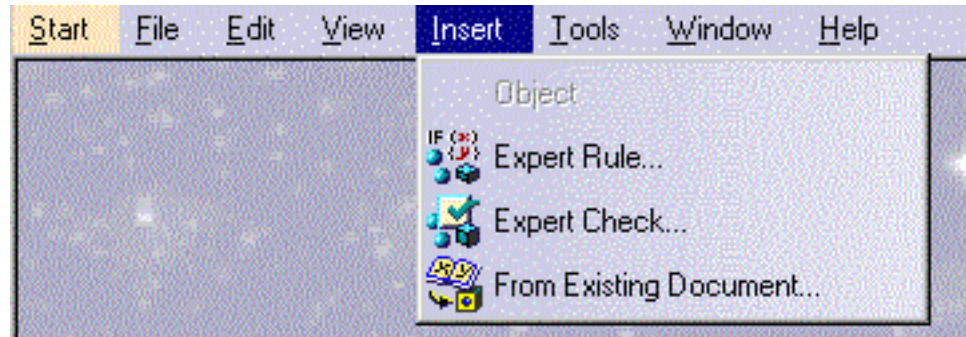 Start File Edit View Insert Tools Window Help
Object
IF (x)
{y}
Expert Rule...
Expert Check...
From Existing Document...